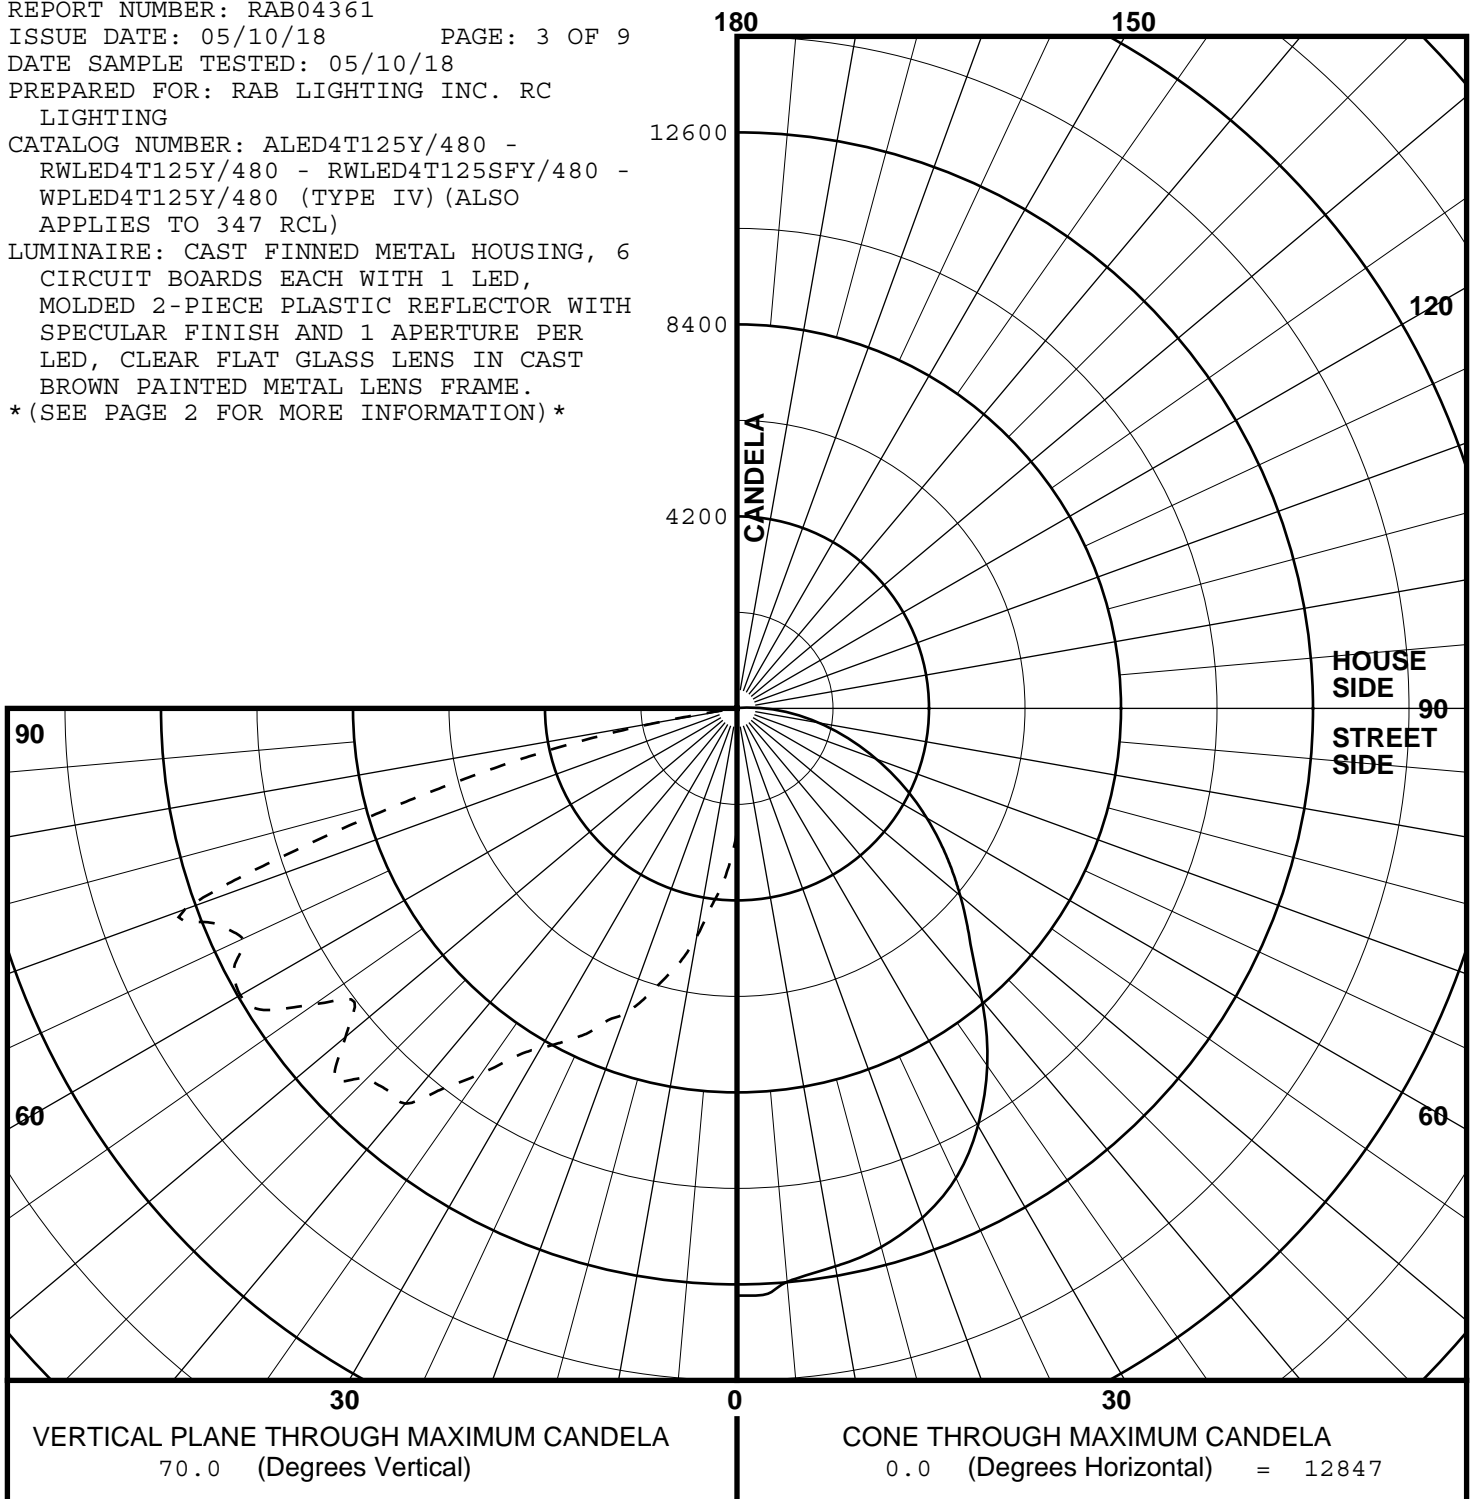 REPORT NUMBER: RAB04361
ISSUE DATE: 05/10/18 PAGE: 3 OF 9
DATE SAMPLE TESTED: 05/10/18
PREPARED FOR: RAB LIGHTING INC. RC
LIGHTING
CATALOG NUMBER: ALED4T125Y/480 -
RWLED4T125Y/480 - RWLED4T125SFY/480 -
WPLED4T125Y/480 (TYPE IV)(ALSO
APPLIES TO 347 RCL)
LUMINAIRE: CAST FINNED METAL HOUSING, 6
CIRCUIT BOARDS EACH WITH 1 LED,
MOLDED 2-PIECE PLASTIC REFLECTOR WITH
SPECULAR FINISH AND 1 APERTURE PER
LED, CLEAR FLAT GLASS LENS IN CAST
BROWN PAINTED METAL LENS FRAME.
*(SEE PAGE 2 FOR MORE INFORMATION)*
180
150
12600
120
8400
CANDELA
4200
HOUSE
SIDE
90
90
STREET
SIDE
60
60
30
0
30
VERTICAL PLANE THROUGH MAXIMUM CANDELA
70.0 (Degrees Vertical)
CONE THROUGH MAXIMUM CANDELA
0.0 (Degrees Horizontal) = 12847